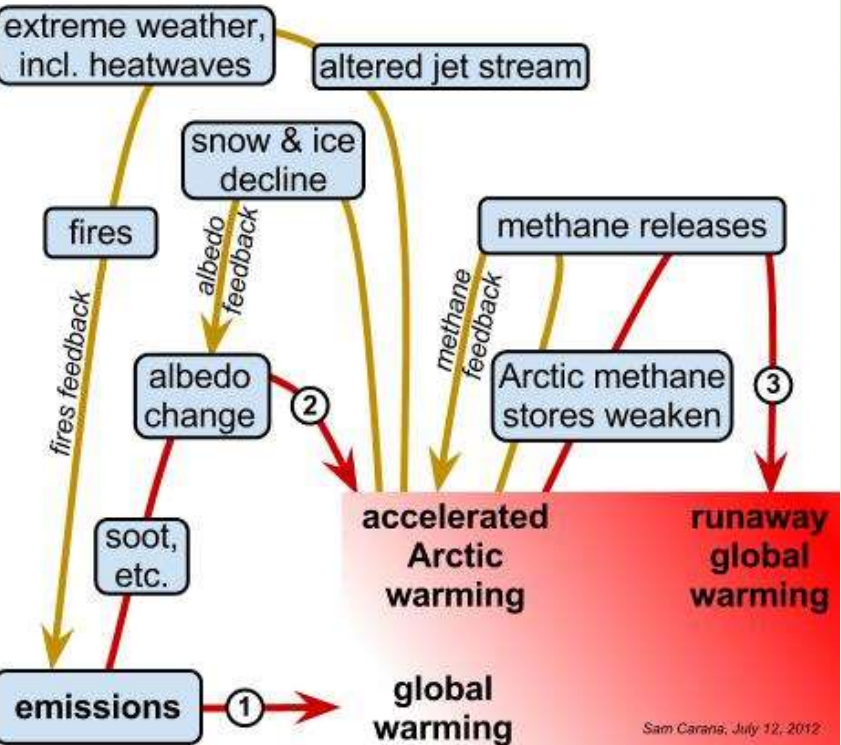 extreme weather,
incl. heatwaves
altered jet stream
snow & ice
decline
methane releases
fires
albedo
feedback
methane
feedback
fires feedback
albedo
change
2
Arctic methane
stores weaken
3
accelerated
Arctic
warming
runaway
global
warming
soot,
etc.
emissions
1
global
warming
Sam Carana, July 12, 2012